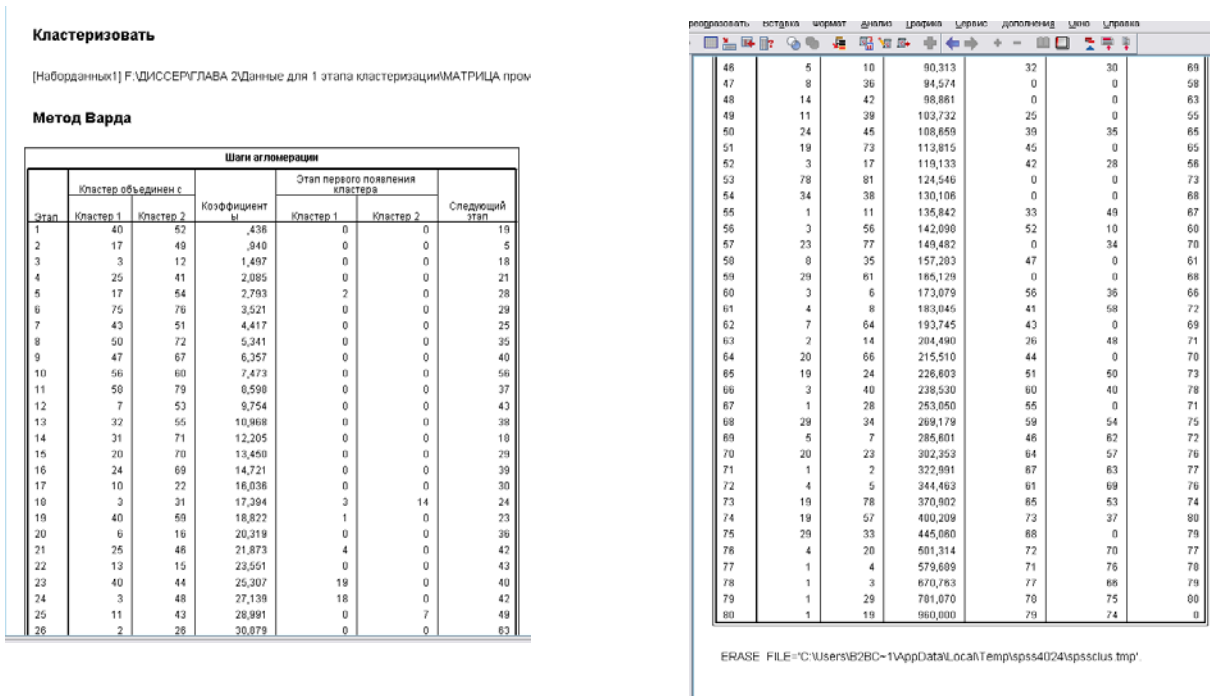 Кластеризовать
[Наборданных1] F:\ДИССЕР\ГЛАВА 2\Данные для 1 этапа кластеризации\МАТРИЦА пром
Метод Варда
Шаги агломерации
Этап Кластер объединен с Коэффициенты Этап первого появления кластера Следующий этап
Кластер 1 Кластер 2 Кластер 1 Кластер 2
1 40 52 ,436 0 0 19
2 17 49 ,940 0 0 5
3 3 12 1,497 0 0 18
4 25 41 2,085 0 0 21
5 17 54 2,793 2 0 28
6 75 76 3,521 0 0 29
7 43 51 4,417 0 0 25
8 50 72 5,341 0 0 35
9 47 67 6,357 0 0 40
10 56 60 7,473 0 0 56
11 58 79 8,598 0 0 37
12 7 53 9,754 0 0 43
13 32 55 10,968 0 0 38
14 31 71 12,205 0 0 18
15 20 70 13,450 0 0 29
16 24 69 14,721 0 0 39
17 10 22 16,036 0 0 30
18 3 31 17,394 3 14 24
19 40 59 18,822 1 0 23
20 6 16 20,319 0 0 36
21 25 46 21,873 4 0 42
22 13 15 23,551 0 0 43
23 40 44 25,307 19 0 40
24 3 48 27,139 18 0 42
25 11 43 28,991 0 7 49
26 2 26 30,879 0 0 63
Вставка Формат Анализ Графика Сервис Дополнения Окно Справка
46 5 10 90,313 32 30 69
47 8 36 94,574 0 0 58
48 14 42 98,861 0 0 63
49 11 39 103,732 25 0 55
50 24 45 108,659 39 35 65
51 19 73 113,815 45 0 65
52 3 17 119,133 42 28 56
53 78 81 124,546 0 0 73
54 34 38 130,106 0 0 68
55 1 11 135,842 33 49 67
56 3 56 142,098 52 10 60
57 23 77 149,482 0 34 70
58 8 35 157,283 47 0 61
59 29 61 165,129 0 0 68
60 3 6 173,079 56 36 66
61 4 8 183,045 41 58 72
62 7 64 193,745 43 0 69
63 2 14 204,490 26 48 71
64 20 66 215,510 44 0 70
65 19 24 226,603 51 50 73
66 3 40 238,530 60 40 78
67 1 28 253,050 55 0 71
68 29 34 269,179 59 54 75
69 5 7 285,601 46 62 72
70 20 23 302,353 64 57 76
71 1 2 322,991 67 63 77
72 4 5 344,463 61 69 76
73 19 78 370,902 65 53 74
74 19 57 400,209 73 37 80
75 29 33 445,060 68 0 79
76 4 20 501,314 72 70 77
77 1 4 579,689 71 76 78
78 1 3 670,763 77 66 79
79 1 29 781,070 78 75 80
80 1 19 960,000 79 74 0
ERASE FILE='C:\Users\B2BC~1\AppData\Local\Temp\spss4024\spssclus.tmp'.